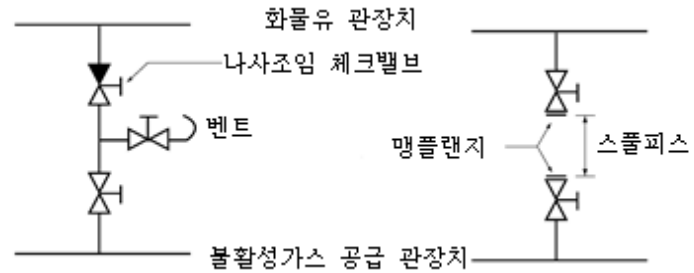 화물유 관장치
나사조임 체크밸브
벤트
맹플랜지
스풀피스
불활성가스 공급 관장치